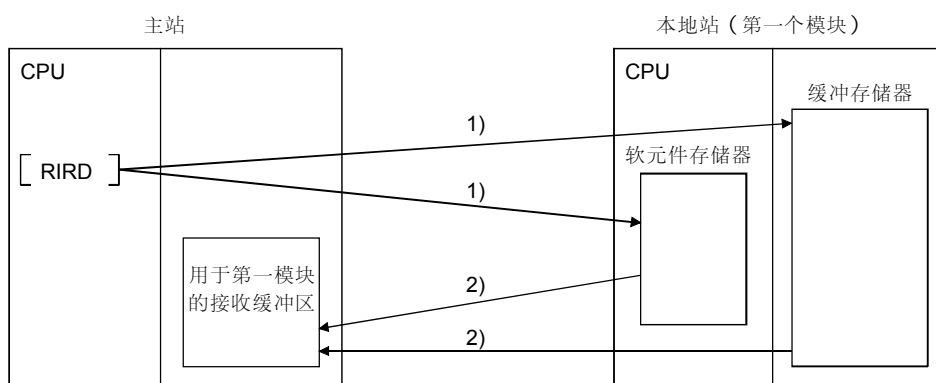 主站
本地站（第一个模块）
CPU
CPU
缓冲存储器
1)
软元件存储器
[ RIRD ]
1)
用于第一模块
的接收缓冲区
2)
2)